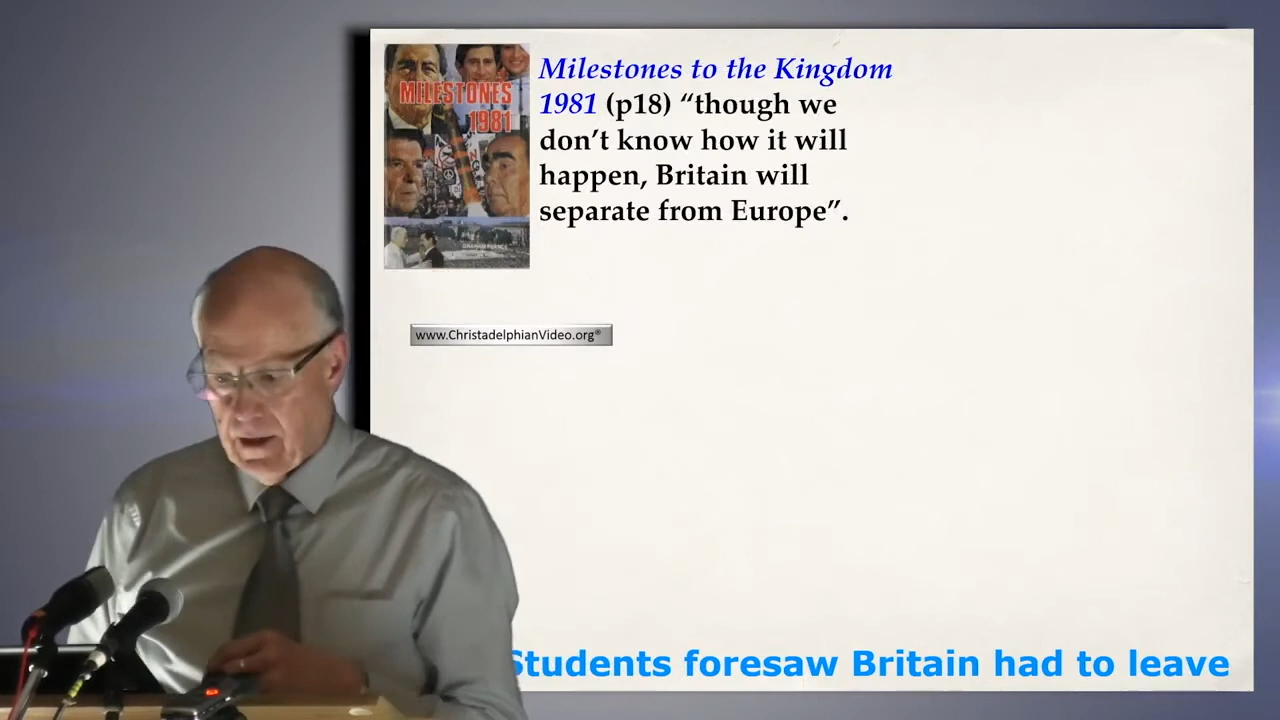 MILESTONES
1981
Milestones to the Kingdom
1981 (p18) “though we
don’t know how it will
happen, Britain will
separate from Europe”.
www.ChristadelphianVideo.org®
Students foresaw Britain had to leave